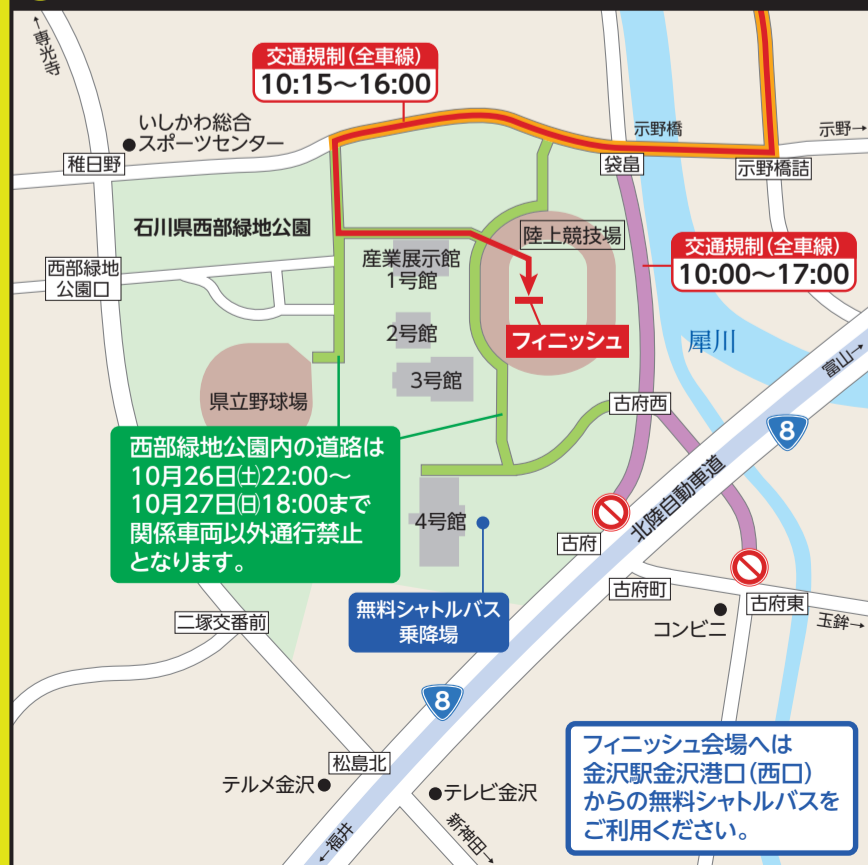 ↑専光寺
交通規制(全車線)
10:15〜16:00
いしかわ総合
スポーツセンター
稚日野
示野橋
示野→
袋畠
示野橋詰
石川県西部緑地公園
陸上競技場
産業展示館
1号館
西部緑地
公園口
交通規制(全車線)
10:00〜17:00
2号館
フィニッシュ
犀川
富山→
3号館
県立野球場
古府西
8
西部緑地公園内の道路は
10月26日㈯22:00〜
10月27日㈰18:00まで
関係車両以外通行禁止
となります。
北陸自動車道
4号館
古府
古府町
古府東
無料シャトルバス
乗降場
コンビニ
玉鉾→
二塚交番前
8
松島北
テルメ金沢
テレビ金沢
新神田→
←福井
フィニッシュ会場へは
金沢駅金沢港口(西口)
からの無料シャトルバスを
ご利用ください。